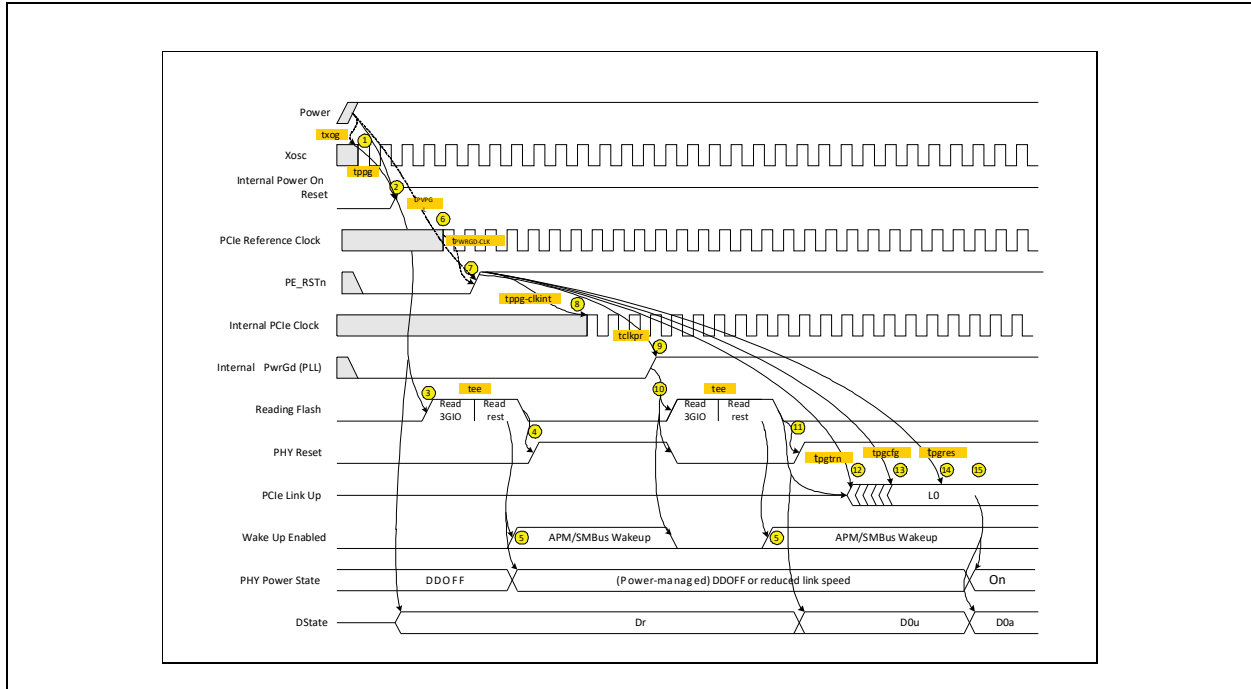 Power
txog
1
Xosc
tppg
Internal Power On
Reset
2
tPVPG
6
PCIe Reference Clock
tPWRGD-CLK
7
PE_RSTn
tppg-clkint
8
Internal PCIe Clock
tclkpr
9
Internal PwrGd (PLL)
3
tee
10
tee
Reading Flash
Read
3GIO
Read
rest
Read
3GIO
Read
rest
4
11
PHY Reset
tpgtrn
tpgcfg
tpgres
12
13
14
15
PCIe Link Up
L0
Wake Up Enabled
5
APM/SMBus Wakeup
5
APM/SMBus Wakeup
PHY Power State
DDOFF
(Power-managed) DDOFF or reduced link speed
On
DState
Dr
D0u
D0a